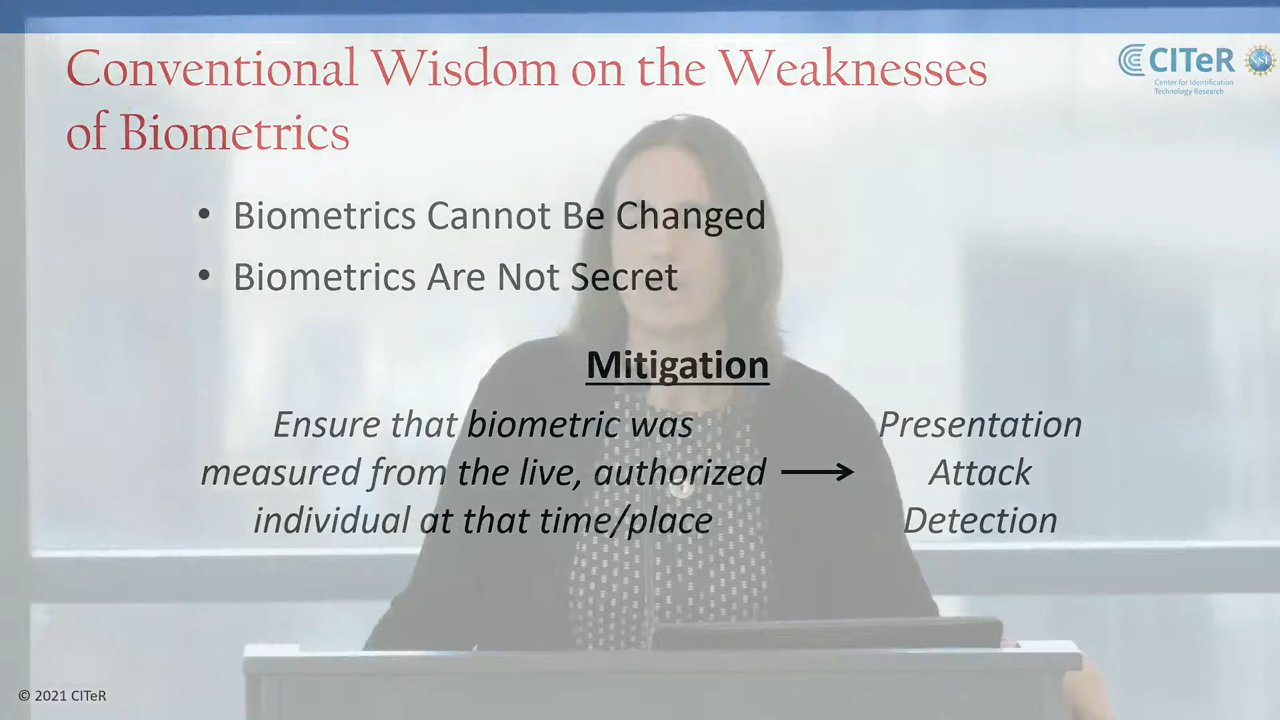 Conventional Wisdom on the Weaknesses
of Biometrics
CITeR
Center for Identification
Technology Research
NSF
• Biometrics Cannot Be Changed
• Biometrics Are Not Secret
Mitigation
Ensure that biometric was
measured from the live, authorized
individual at that time/place
Presentation
Attack
Detection
© 2021 CITeR